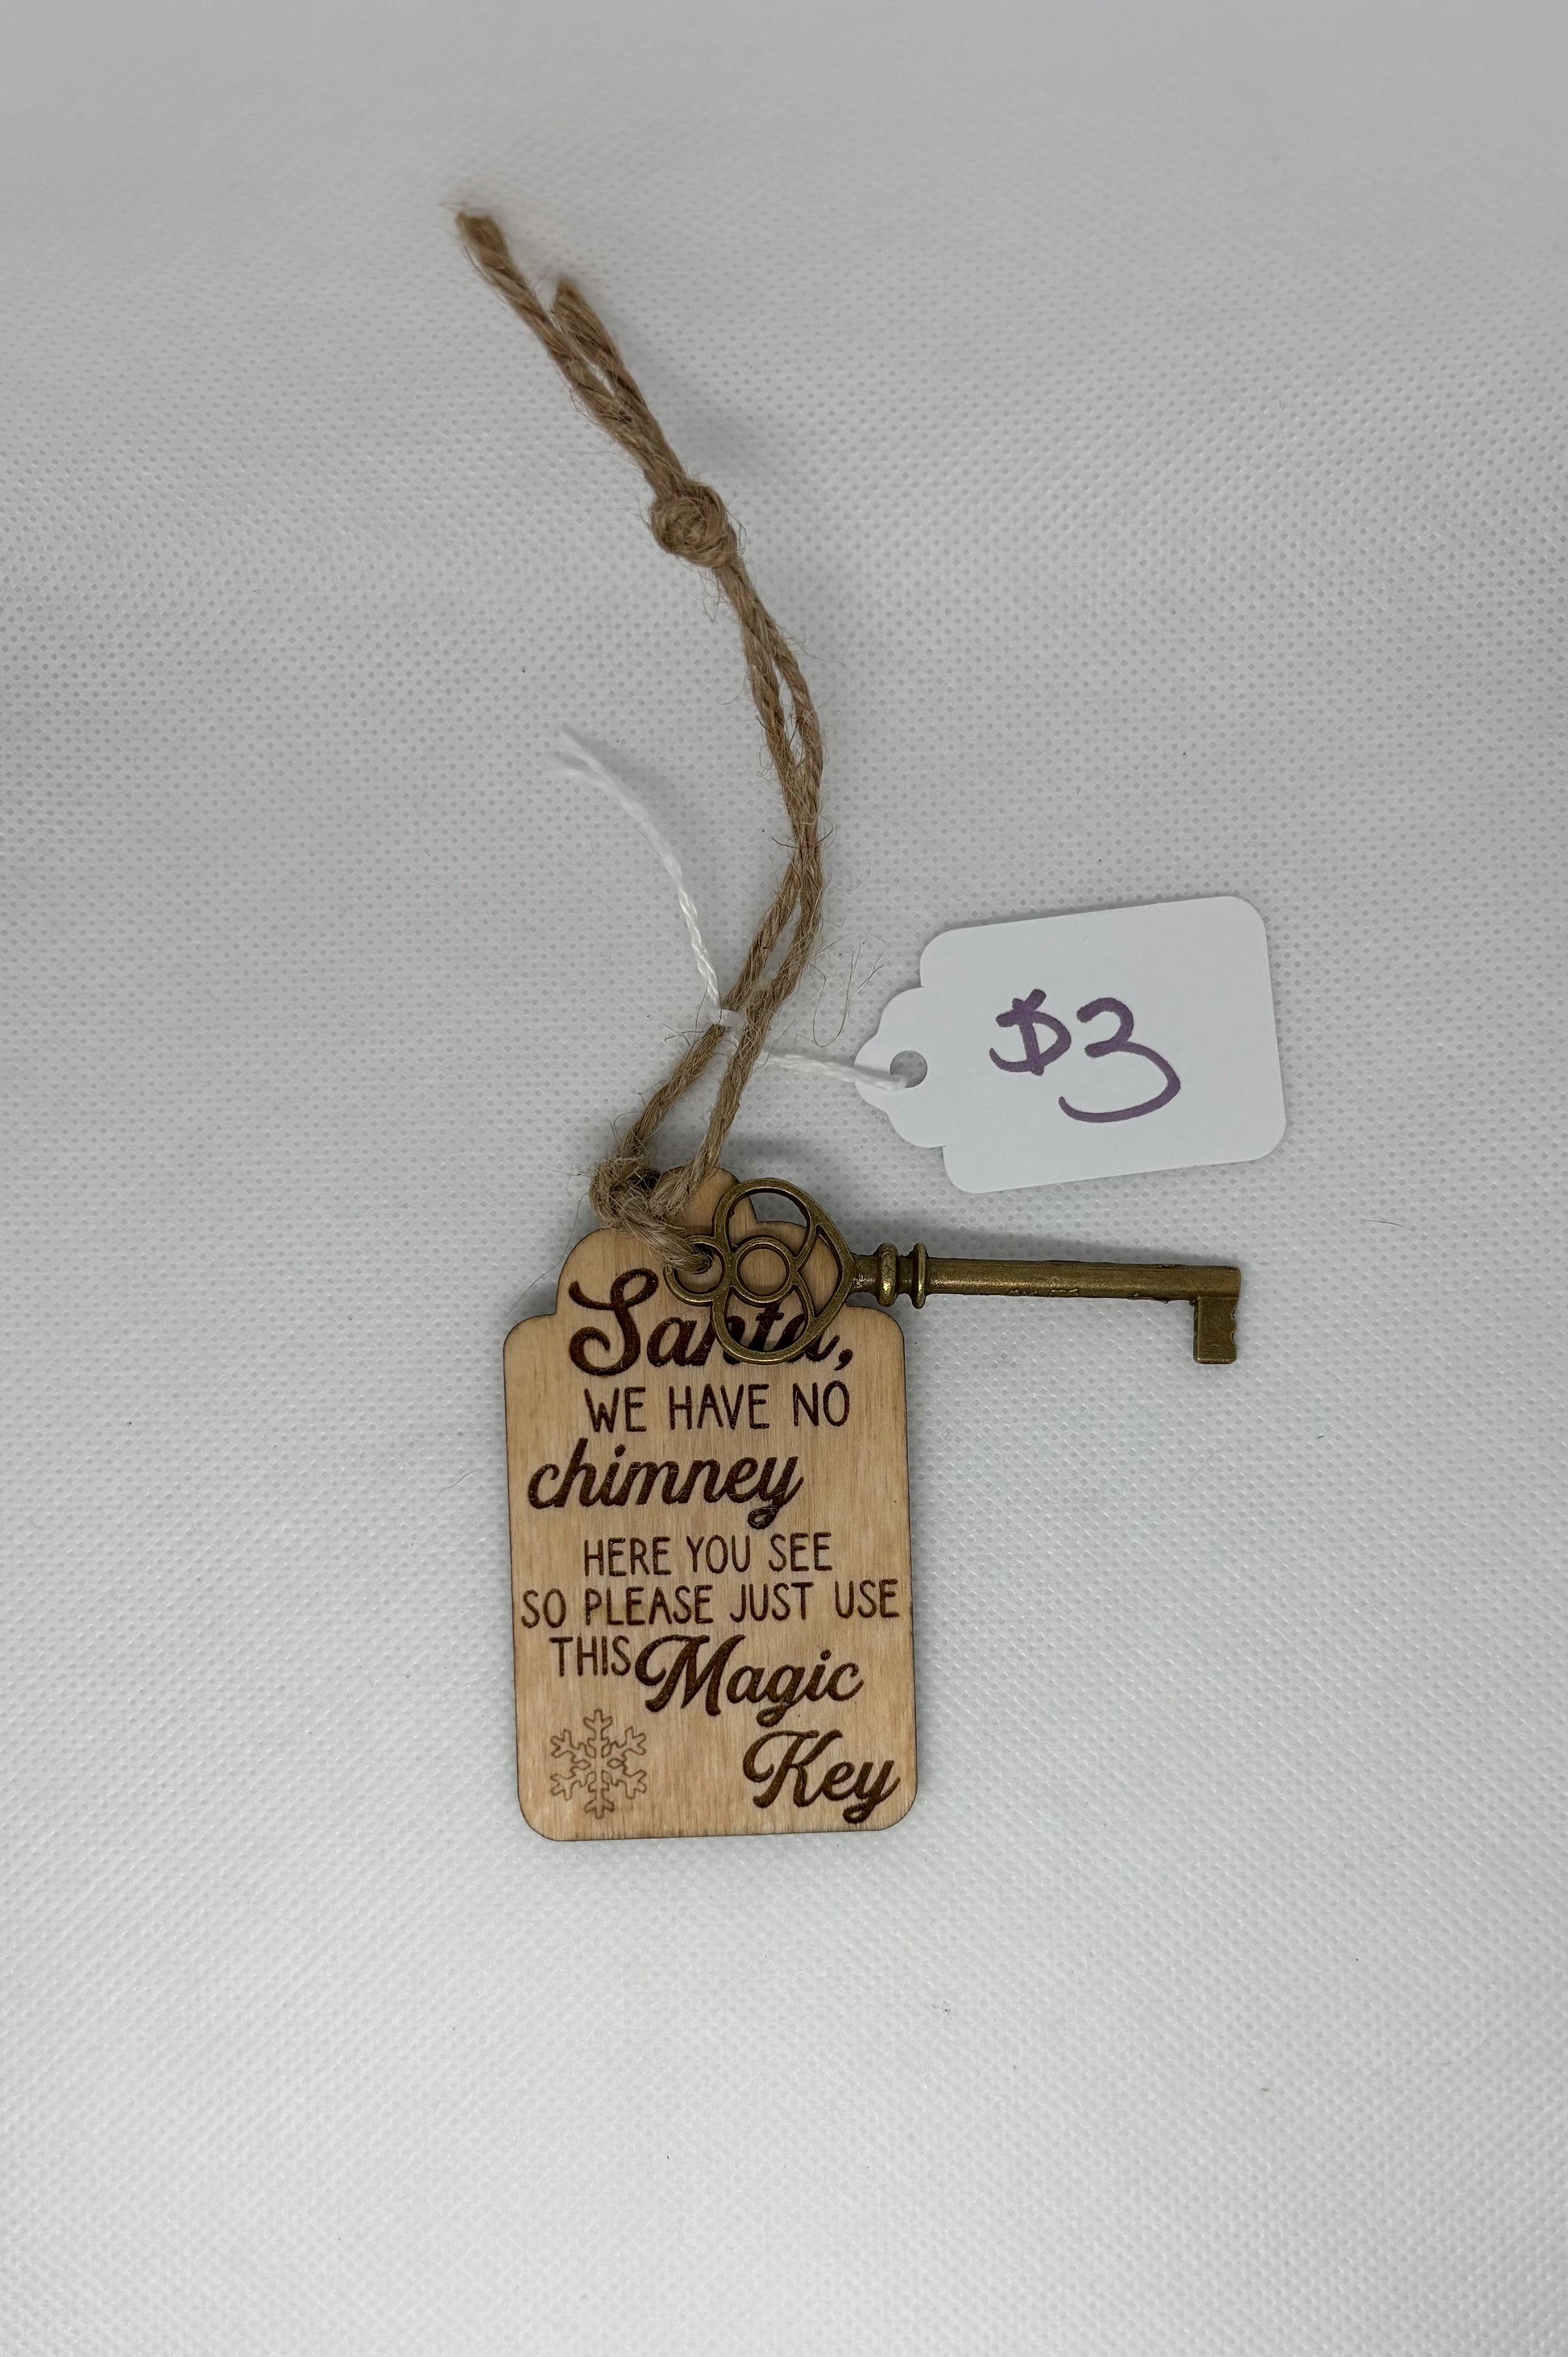 $3
Santa,
WE HAVE NO
chimney
HERE YOU SEE
SO PLEASE JUST USE
THIS Magic
Key